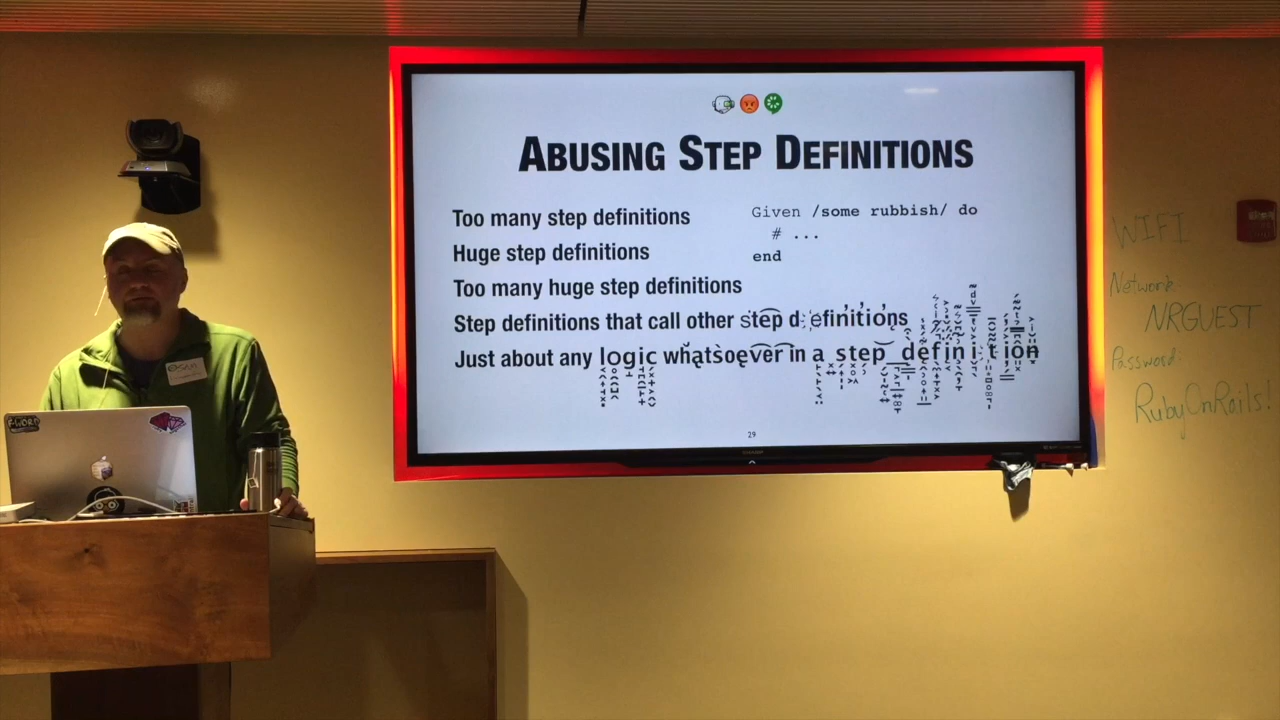 ABUSING STEP DEFINITIONS
Too many step definitions
Huge step definitions
Too many huge step definitions
Step definitions that call other step definitions
Just about any logic whatsoever in a step definition
Given /some rubbish/ do
# ...
end
29
WIFI
Network:
NRGUEST
Password:
RubyOnRails!